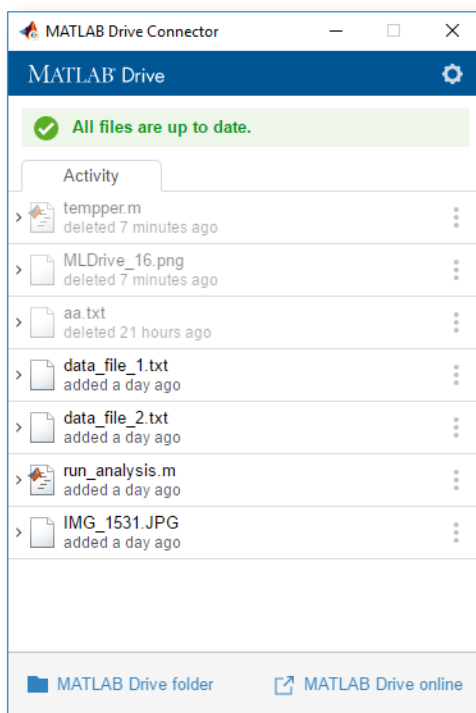 MATLAB Drive Connector
MATLAB® Drive
All files are up to date.
Activity
tempper.m
deleted 7 minutes ago
MLDrive_16.png
deleted 7 minutes ago
aa.txt
deleted 21 hours ago
data_file_1.txt
added a day ago
data_file_2.txt
added a day ago
run_analysis.m
added a day ago
IMG_1531.JPG
added a day ago
MATLAB Drive folder
MATLAB Drive online